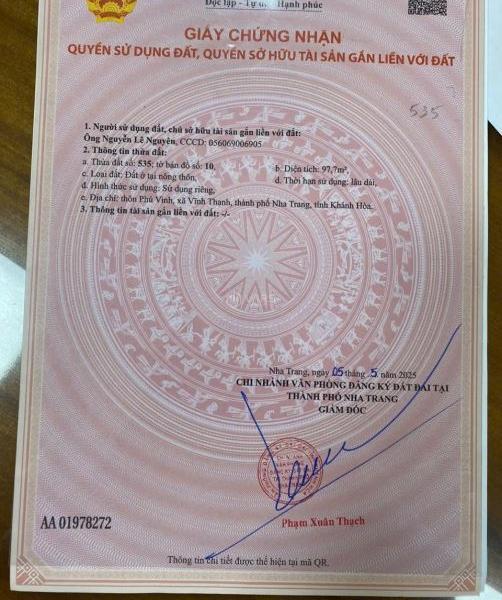 Độc lập - Tự do Hạnh phúc
GIẤY CHỨNG NHẬN
QUYỀN SỬ DỤNG ĐẤT, QUYỀN SỞ HỮU TÀI SẢN GẮN LIỀN VỚI ĐẤT
535
1. Người sử dụng đất, chủ sở hữu tài sản gắn liền với đất:
Ông Nguyễn Lê Nguyên, CCCD: 056069006905
2. Thông tin thửa đất:
a. Thửa đất số: 535, tờ bản đồ số: 10, b. Diện tích: 97,7m²,
c. Loại đất: Đất ở tại nông thôn, d. Thời hạn sử dụng: lâu dài,
đ. Hình thức sử dụng: Sử dụng riêng,
e. Địa chỉ: thôn Phú Vinh, xã Vĩnh Thạnh, thành phố Nha Trang, tỉnh Khánh Hòa.
3. Thông tin tài sản gắn liền với đất: -/-
Nha Trang, ngày 05 tháng 5 năm 2025
CHI NHÁNH VĂN PHÒNG ĐĂNG KÝ ĐẤT ĐAI TẠI
THÀNH PHỐ NHA TRANG
GIÁM ĐỐC
Phạm Xuân Thạch
AA 01978272
Thông tin chi tiết được thể hiện tại mã QR.